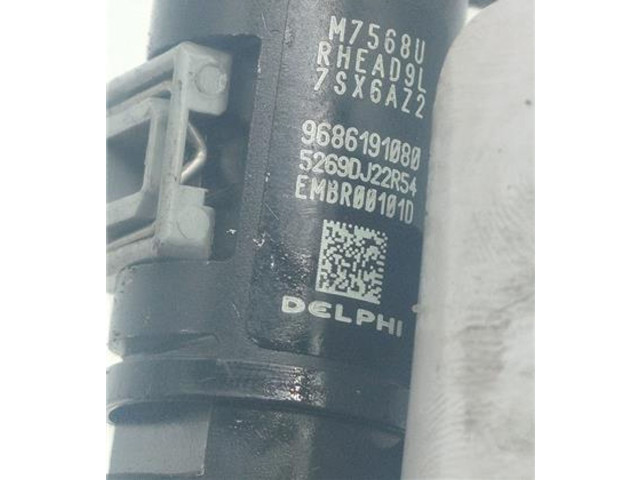 M7568U
RHEAD9L
7SX6AZ2
9686191080
5269DJ22R54
EMBR00101D
DELPHI